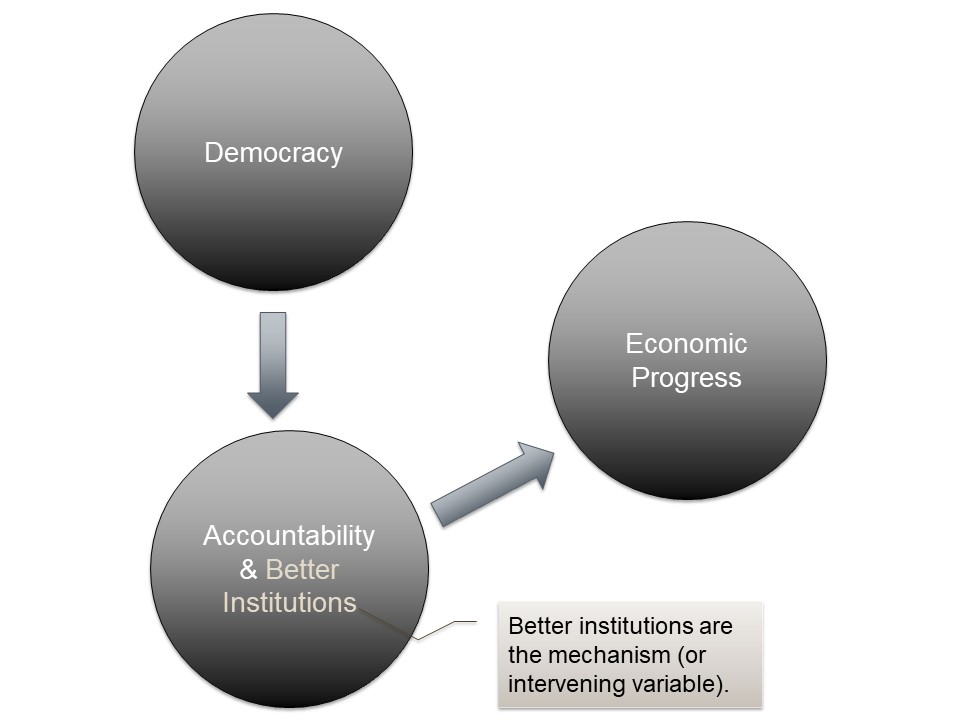 Democracy
Economic
Progress
Accountability
& Better
Institutions
Better institutions are
the mechanism (or
intervening variable).